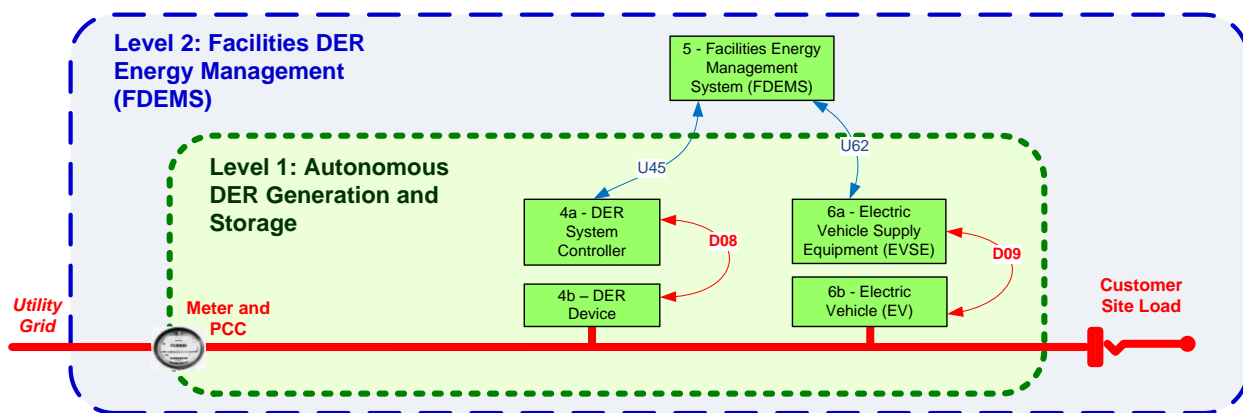 Level 2: Facilities DER
Energy Management
(FDEMS)
5 - Facilities Energy
Management
System (FDEMS)
U45
U62
Level 1: Autonomous
DER Generation and
Storage
4a - DER
System
Controller
D08
6a - Electric
Vehicle Supply
Equipment (EVSE)
D09
4b – DER
Device
6b - Electric
Vehicle (EV)
Utility
Grid
Meter and
PCC
Customer
Site Load